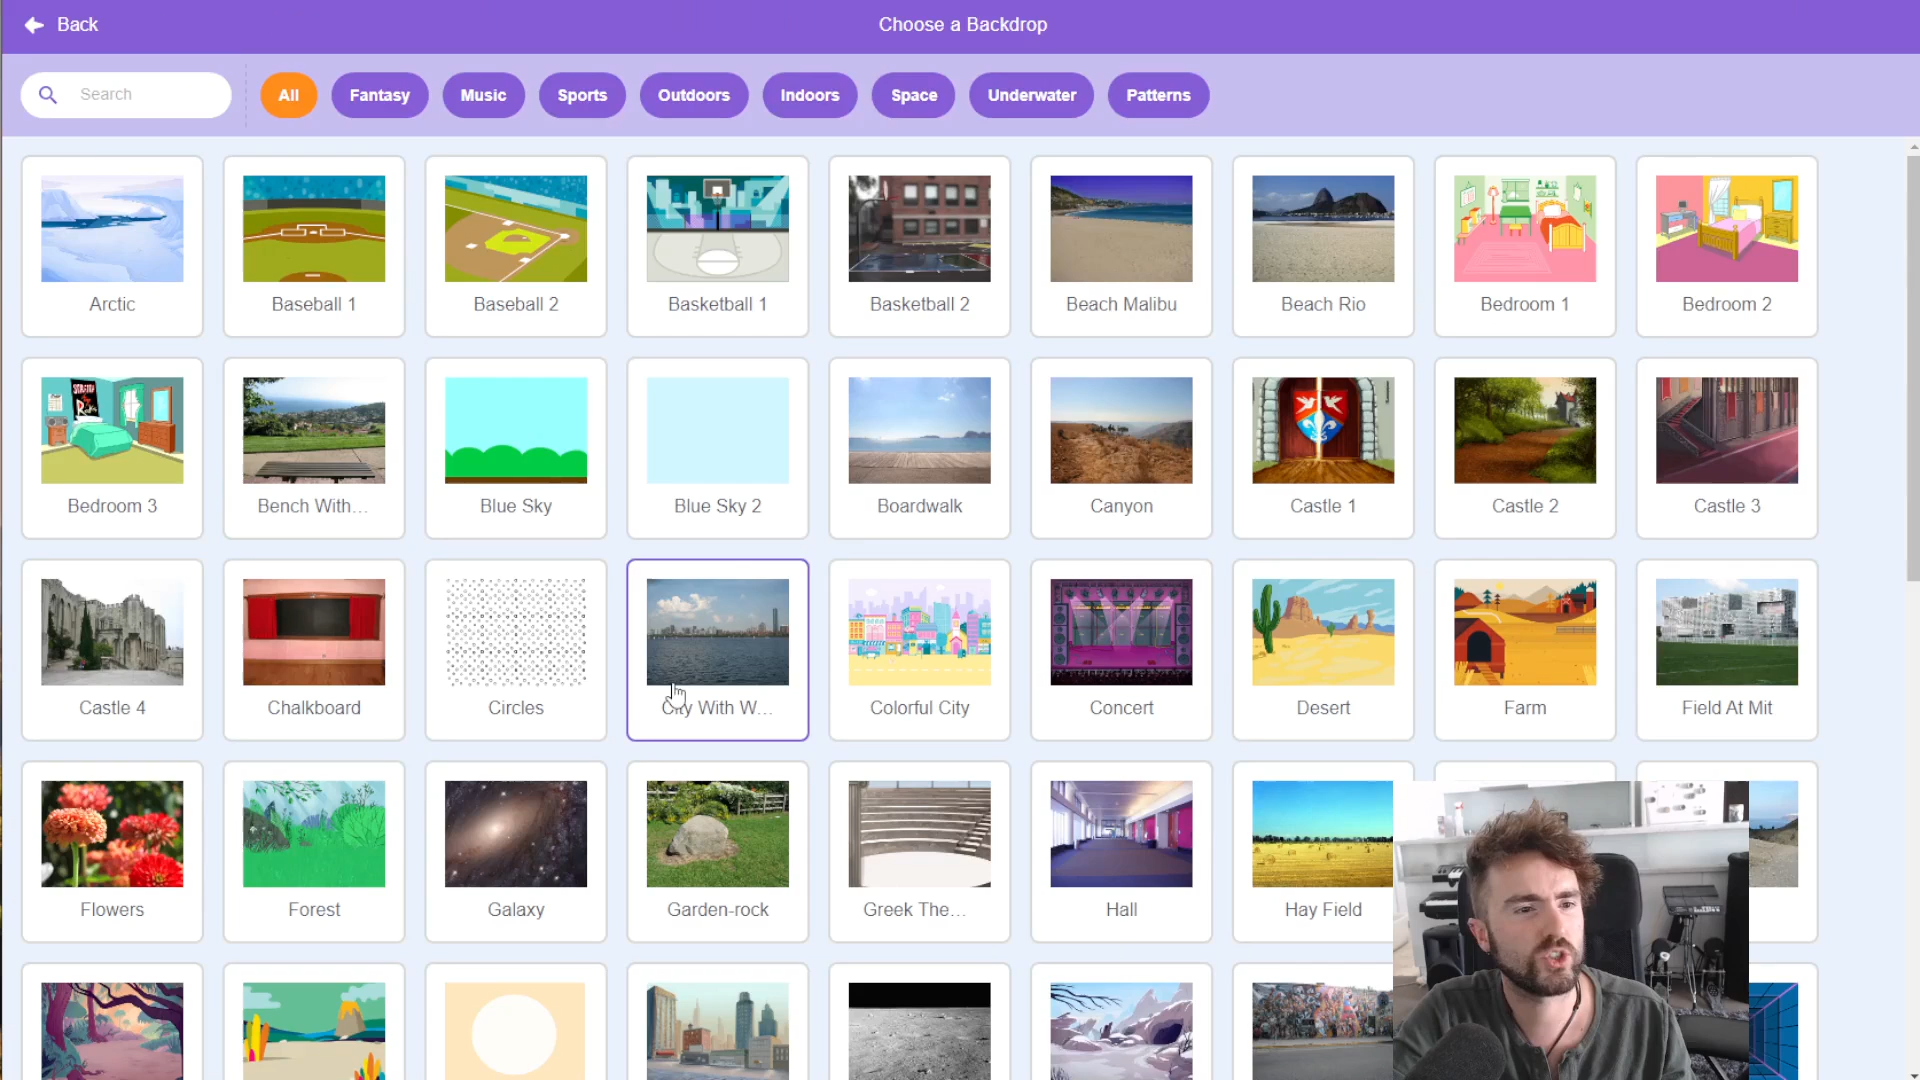 Back
Choose a Backdrop
Search
All
Fantasy
Music
Sports
Outdoors
Indoors
Space
Underwater
Patterns
Arctic
Baseball 1
Baseball 2
Basketball 1
Basketball 2
Beach Malibu
Beach Rio
Bedroom 1
Bedroom 2
Bedroom 3
Bench With...
Blue Sky
Blue Sky 2
Boardwalk
Canyon
Castle 1
Castle 2
Castle 3
Castle 4
Chalkboard
Circles
City With W...
Colorful City
Concert
Desert
Farm
Field At Mit
Flowers
Forest
Galaxy
Garden-rock
Greek The...
Hall
Hay Field